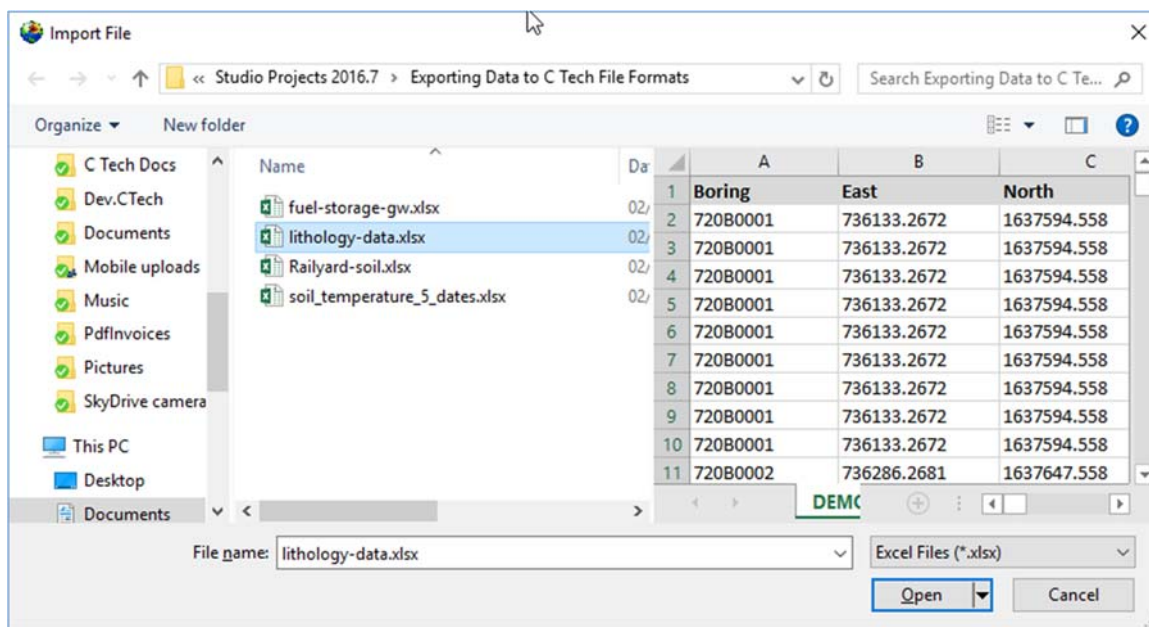 Import File
« Studio Projects 2016.7 > Exporting Data to C Tech File Formats
Search Exporting Data to C Te...
Organize
New folder
C Tech Docs
Dev.CTech
Documents
Mobile uploads
Music
PdfInvoices
Pictures
SkyDrive camera
This PC
Desktop
Documents
Name Da
fuel-storage-gw.xlsx 02/
lithology-data.xlsx 02/
Railyard-soil.xlsx 02/
soil_temperature_5_dates.xlsx 02/
A B C
1 Boring East North
2 720B0001 736133.2672 1637594.558
3 720B0001 736133.2672 1637594.558
4 720B0001 736133.2672 1637594.558
5 720B0001 736133.2672 1637594.558
6 720B0001 736133.2672 1637594.558
7 720B0001 736133.2672 1637594.558
8 720B0001 736133.2672 1637594.558
9 720B0001 736133.2672 1637594.558
10 720B0001 736133.2672 1637594.558
11 720B0002 736286.2681 1637647.558
DEMO
File name: lithology-data.xlsx
Excel Files (*.xlsx)
Open
Cancel